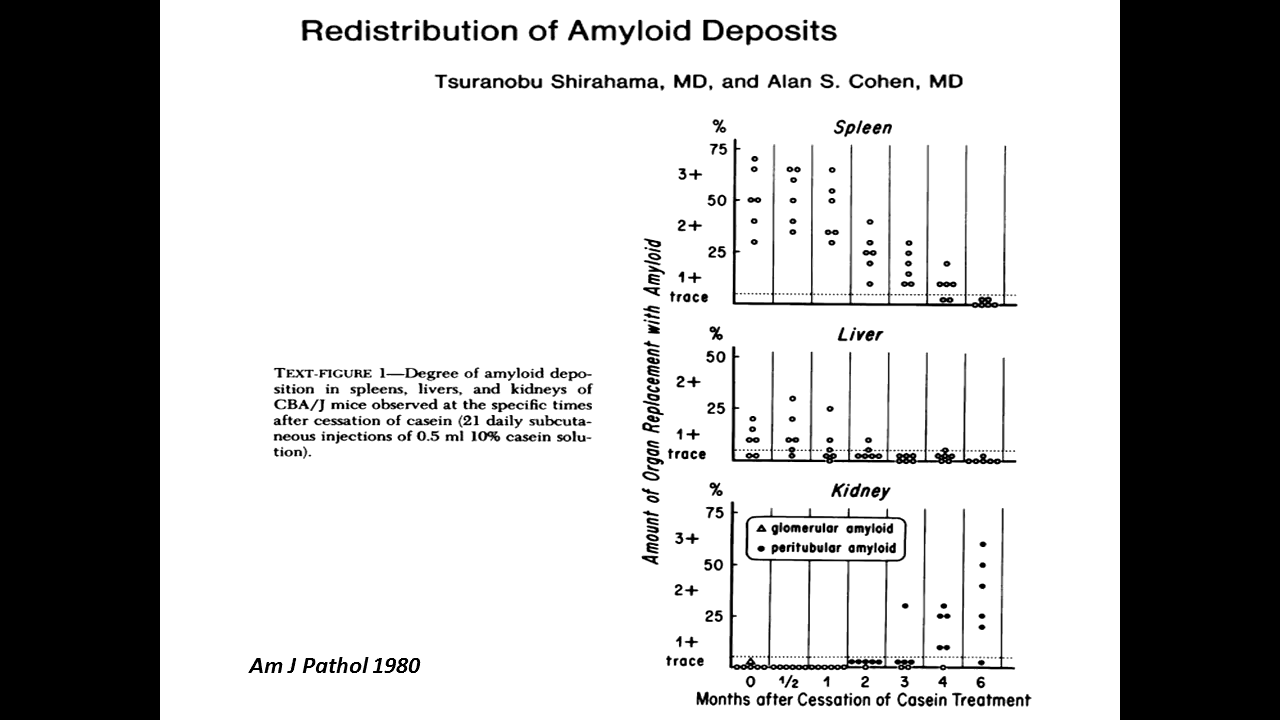 Redistribution of Amyloid Deposits
Tsuranobu Shirahama, MD, and Alan S. Cohen, MD
TEXT-FIGURE 1—Degree of amyloid depo-
sition in spleens, livers, and kidneys of
CBA/J mice observed at the specific times
after cessation of casein (21 daily subcuta-
neous injections of 0.5 ml 10% casein solu-
tion).
Am J Pathol 1980
Amount of Organ Replacement with Amyloid
% Spleen
75
3+
50
2+
25
1+
trace
% Liver
50
2+
25
1+
trace
% Kidney
75
3+
50
2+
25
1+
trace
glomerular amyloid
peritubular amyloid
0 1/2 1 2 3 4 6
Months after Cessation of Casein Treatment